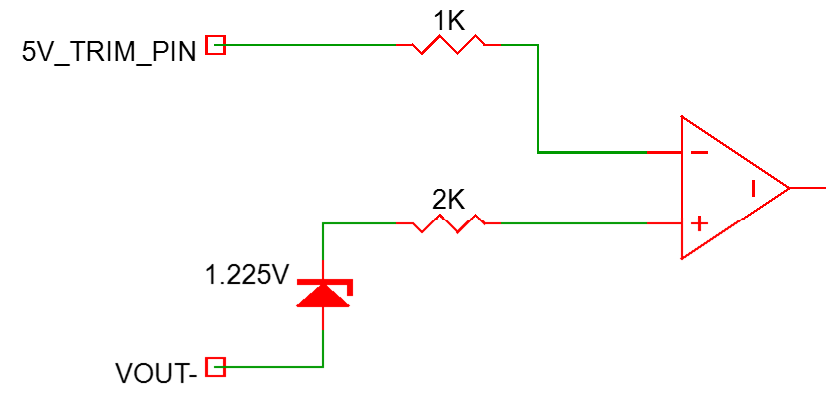 1K
5V_TRIM_PIN
2K
1.225V
VOUT-